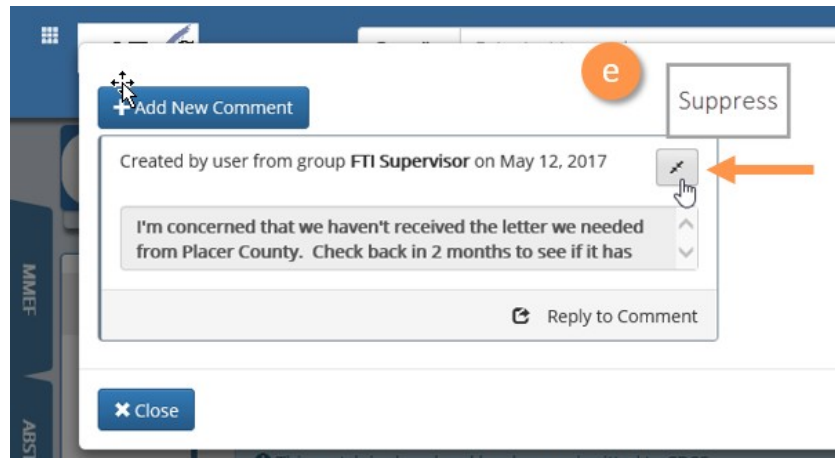 e
Suppress
Add New Comment
Created by user from group FTI Supervisor on May 12, 2017
I'm concerned that we haven't received the letter we needed
from Placer County. Check back in 2 months to see if it has
Reply to Comment
Close
MMEF
ABST